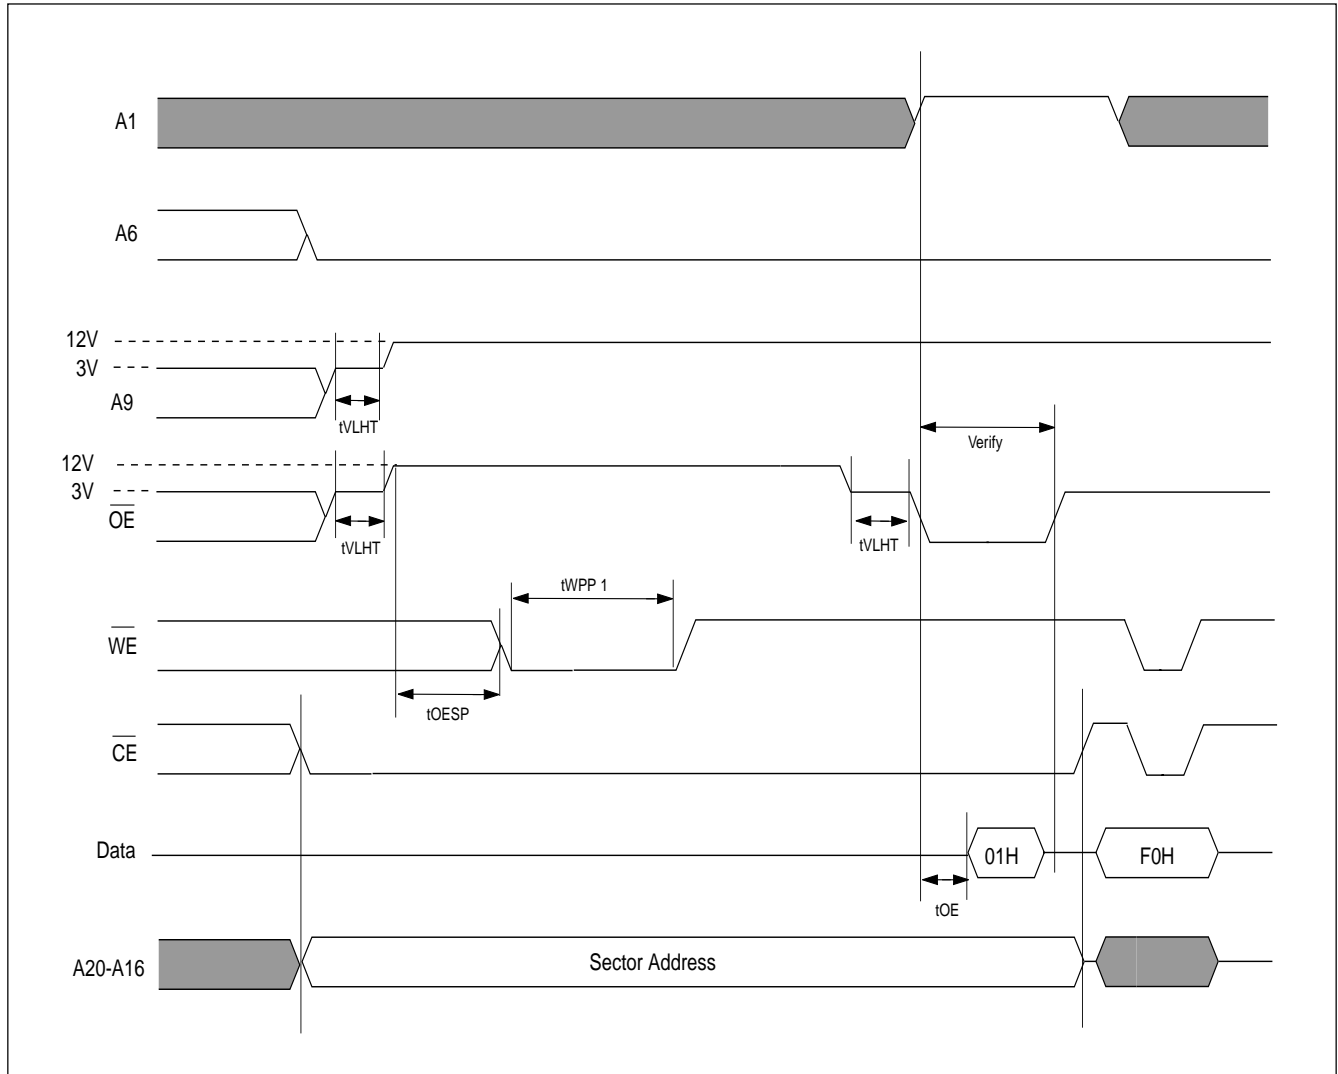 A1
A6
12V
3V
A9
tVLHT
Verify
12V
3V
OE
tVLHT
tVLHT
tWPP 1
WE
tOESP
CE
Data
01H
F0H
tOE
A20-A16
Sector Address